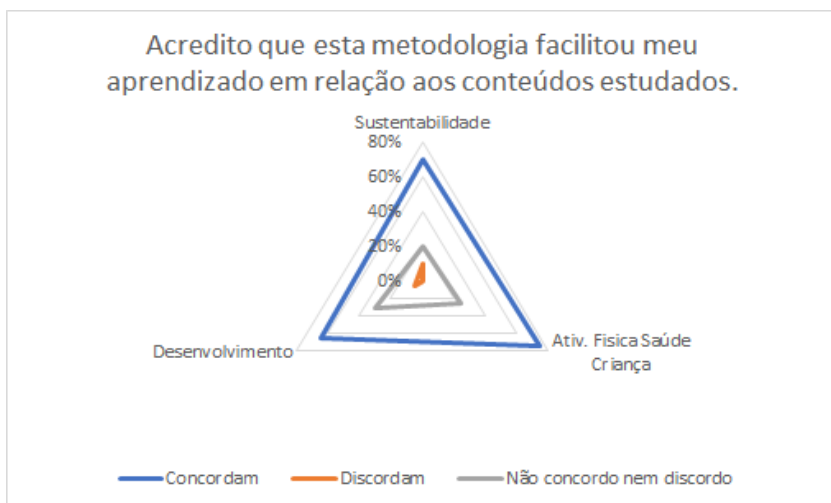 Acredito que esta metodologia facilitou meu
aprendizado em relação aos conteúdos estudados.
Sustentabilidade
80%
60%
40%
20%
0%
Desenvolvimento
Ativ. Fisica Saúde
Criança
Concordam
Discordam
Não concordo nem discordo